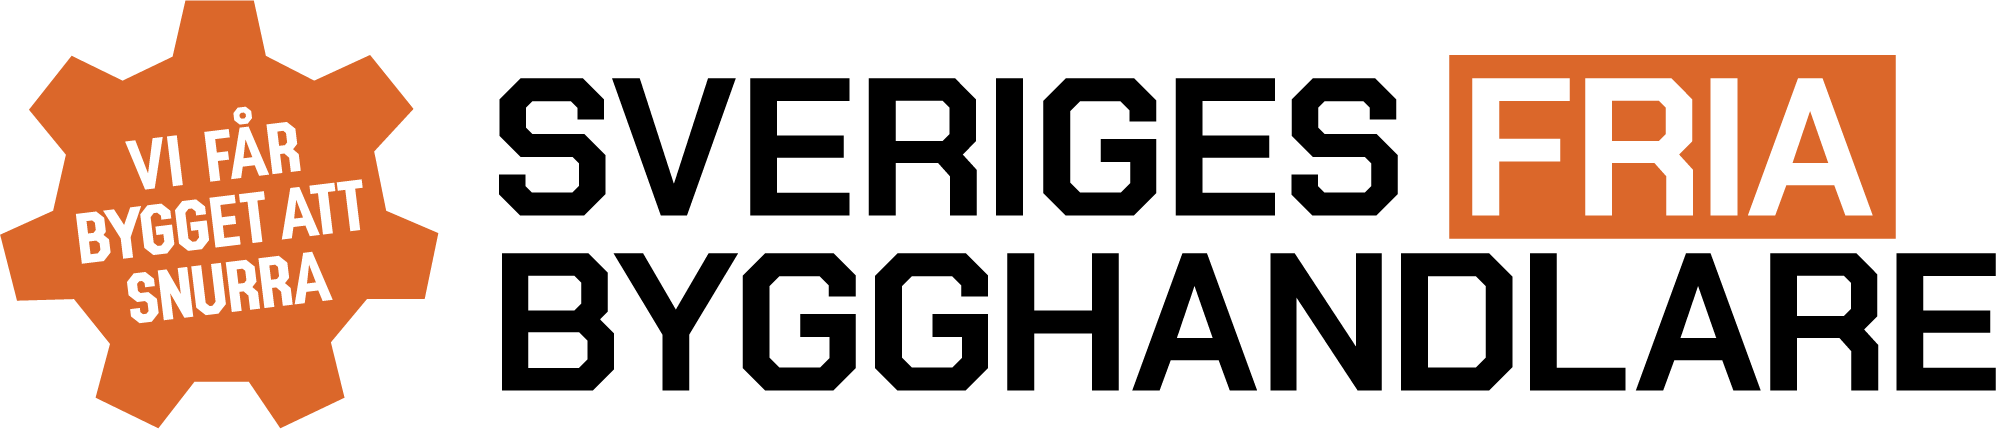 VI FÅR
BYGGET ATT
SNURRA
SVERIGES FRIA
BYGGHANDLARE